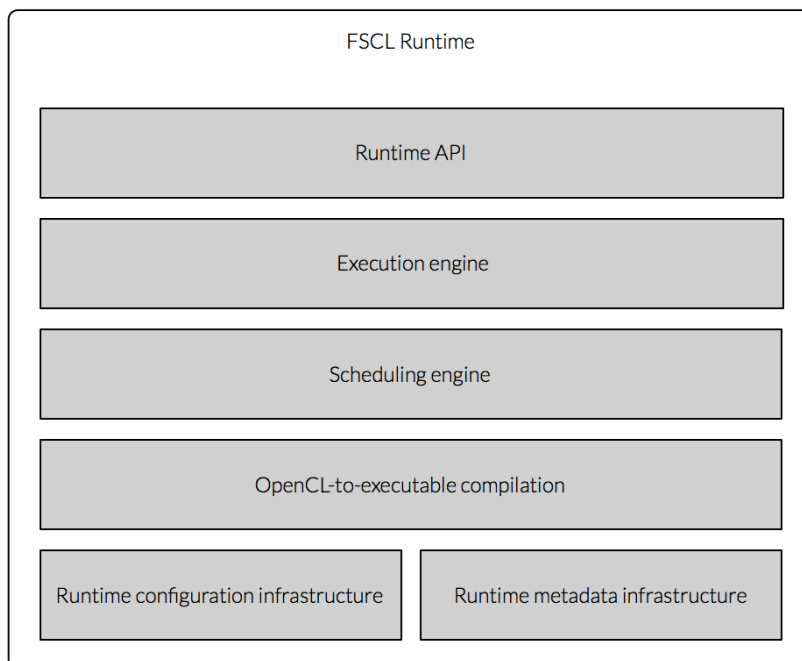 FSCL Runtime
Runtime API
Execution engine
Scheduling engine
OpenCL-to-executable compilation
Runtime configuration infrastructure
Runtime metadata infrastructure